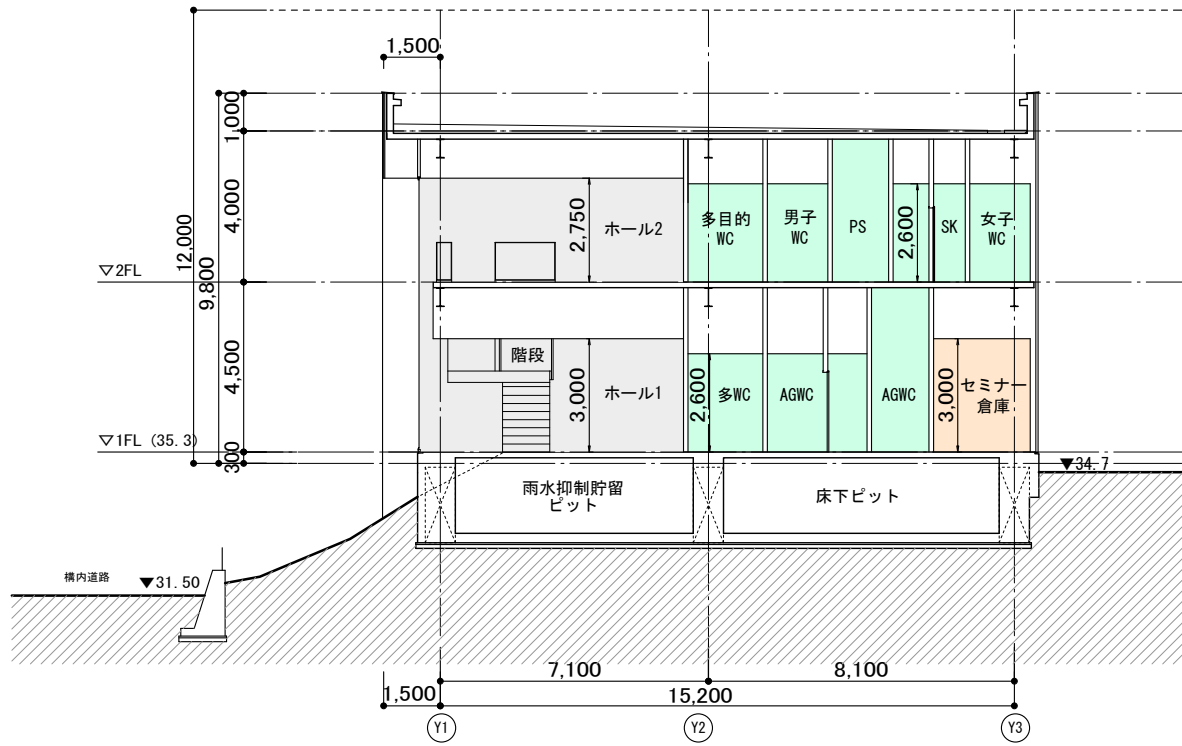 1,500
1,000
4,000
12,000
9,800
4,500
300
▽2FL
▽1FL (35.3)
2,750
ホール2
多目的
WC
男子
WC
PS
2,600
SK
女子
WC
階段
3,000
ホール1
2,600
多WC
AGWC
AGWC
3,000
セミナー
倉庫
▼34.7
雨水抑制貯留
ピット
床下ピット
構内道路
▼31.50
7,100
8,100
1,500
15,200
Y1
Y2
Y3